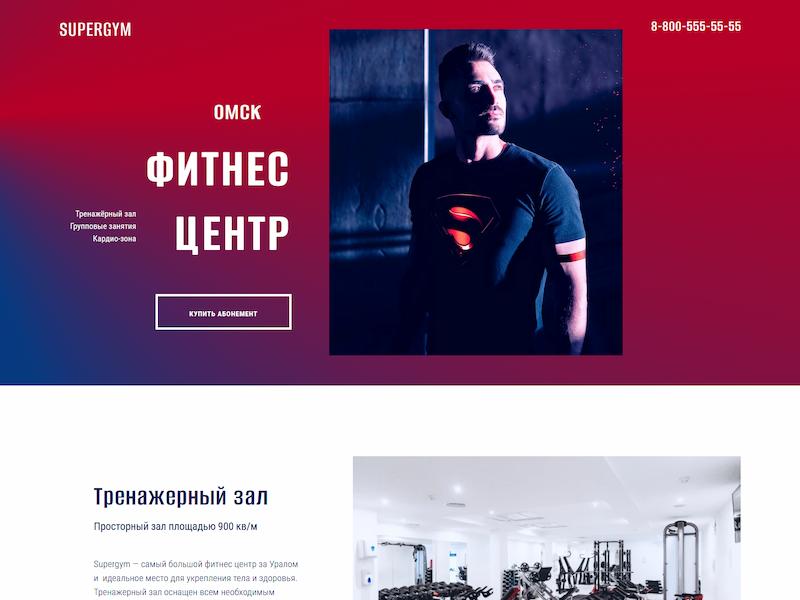 SUPERGYM
8-800-555-55-55
ОМСК
ФИТНЕС
ЦЕНТР
Тренажёрный зал
Групповые занятия
Кардио-зона
КУПИТЬ АБОНЕМЕНТ
Тренажерный зал
Просторный зал площадью 900 кв/м
Supergym — самый большой фитнес центр за Уралом
и идеальное место для укрепления тела и здоровья.
Тренажерный зал оснащен всем необходимым